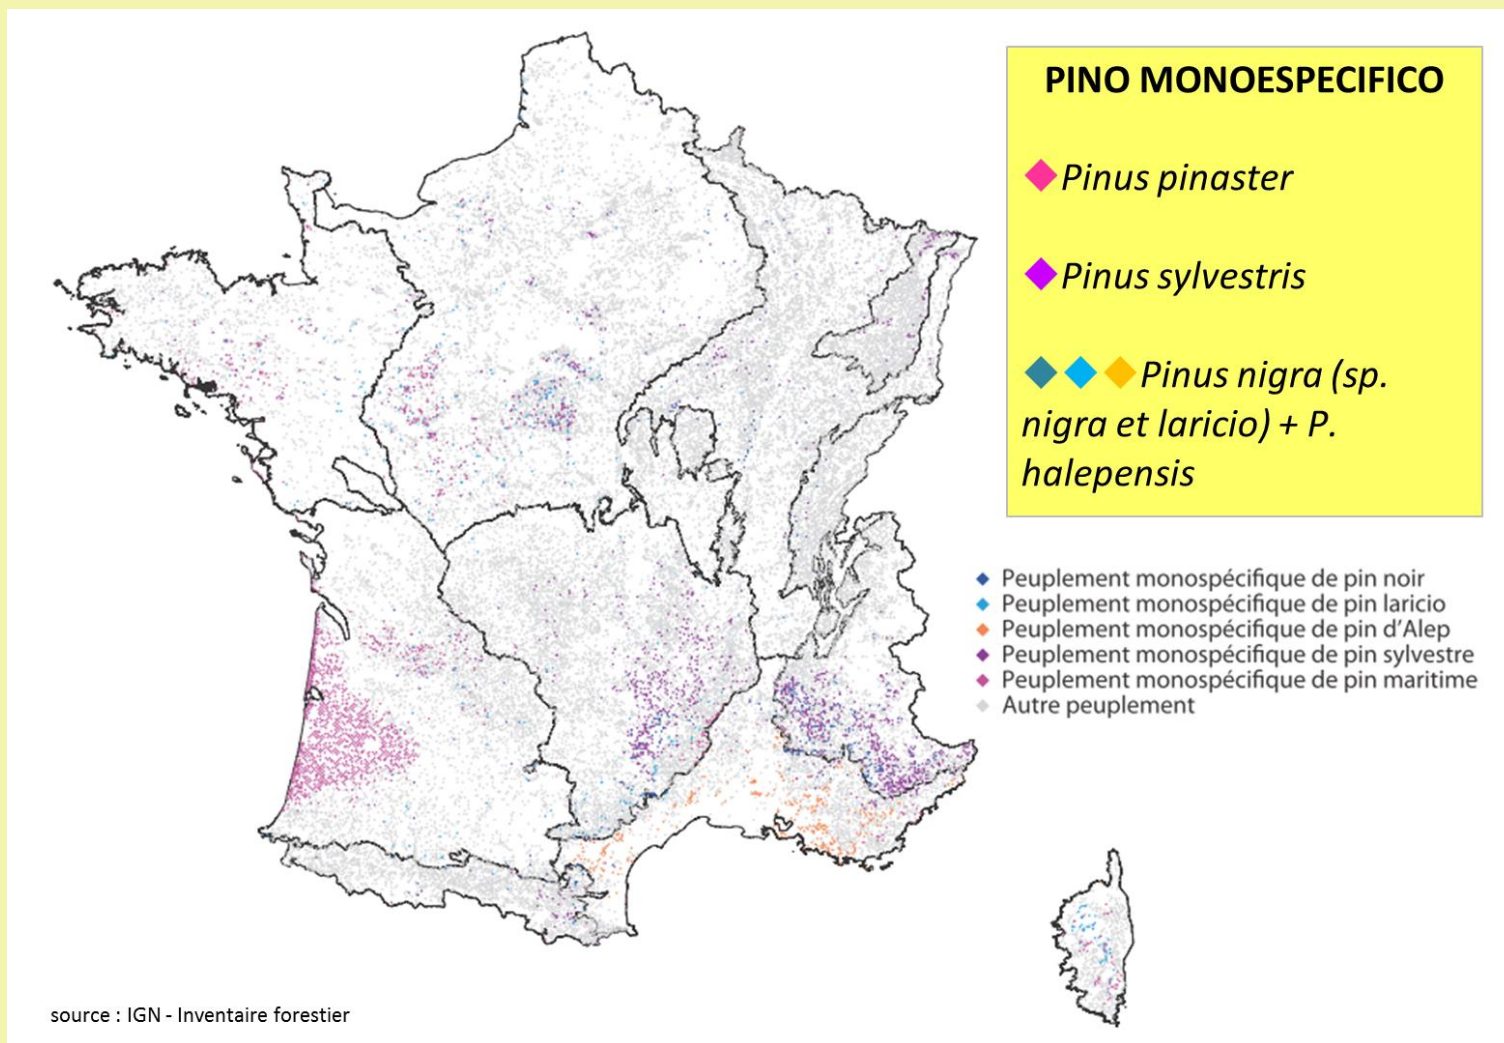 PINO MONOESPECIFICO
Pinus pinaster
Pinus sylvestris
Pinus nigra (sp.
nigra et laricio) + P.
halepensis
Peuplement monospécifique de pin noir
Peuplement monospécifique de pin laricio
Peuplement monospécifique de pin d'Alep
Peuplement monospécifique de pin sylvestre
Peuplement monospécifique de pin maritime
Autre peuplement
source : IGN - Inventaire forestier